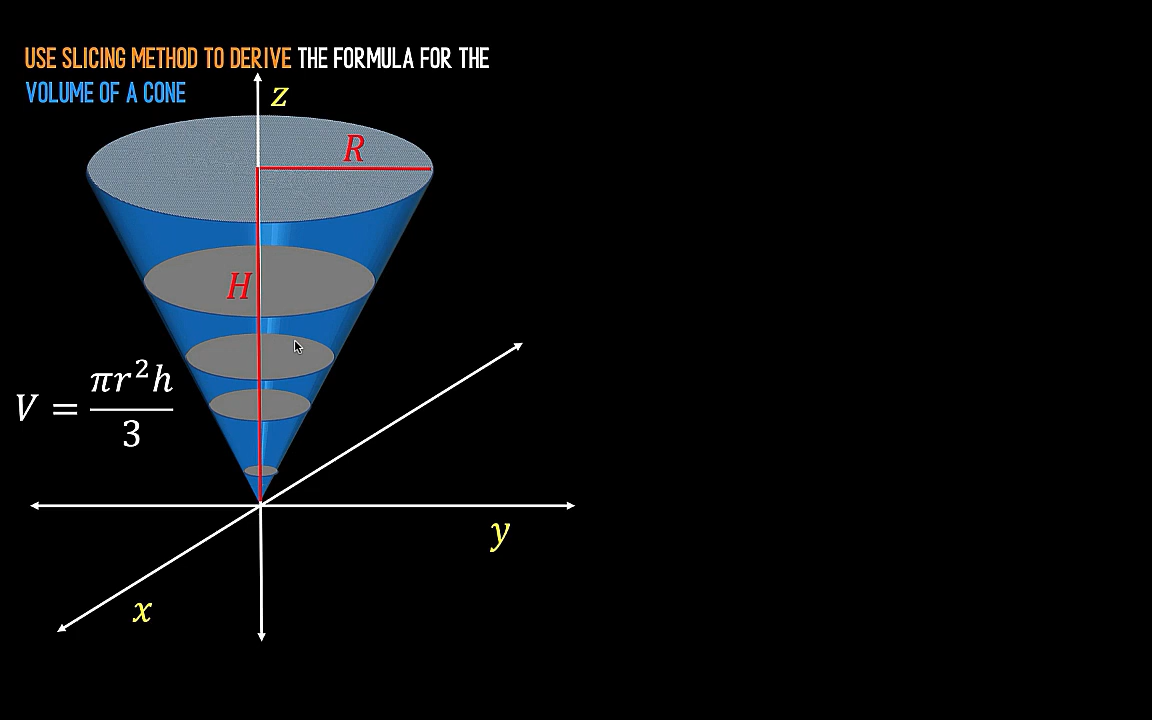 USE SLICING METHOD TO DERIVE THE FORMULA FOR THE
VOLUME OF A CONE
z
R
H
V = πr²h/3
y
x